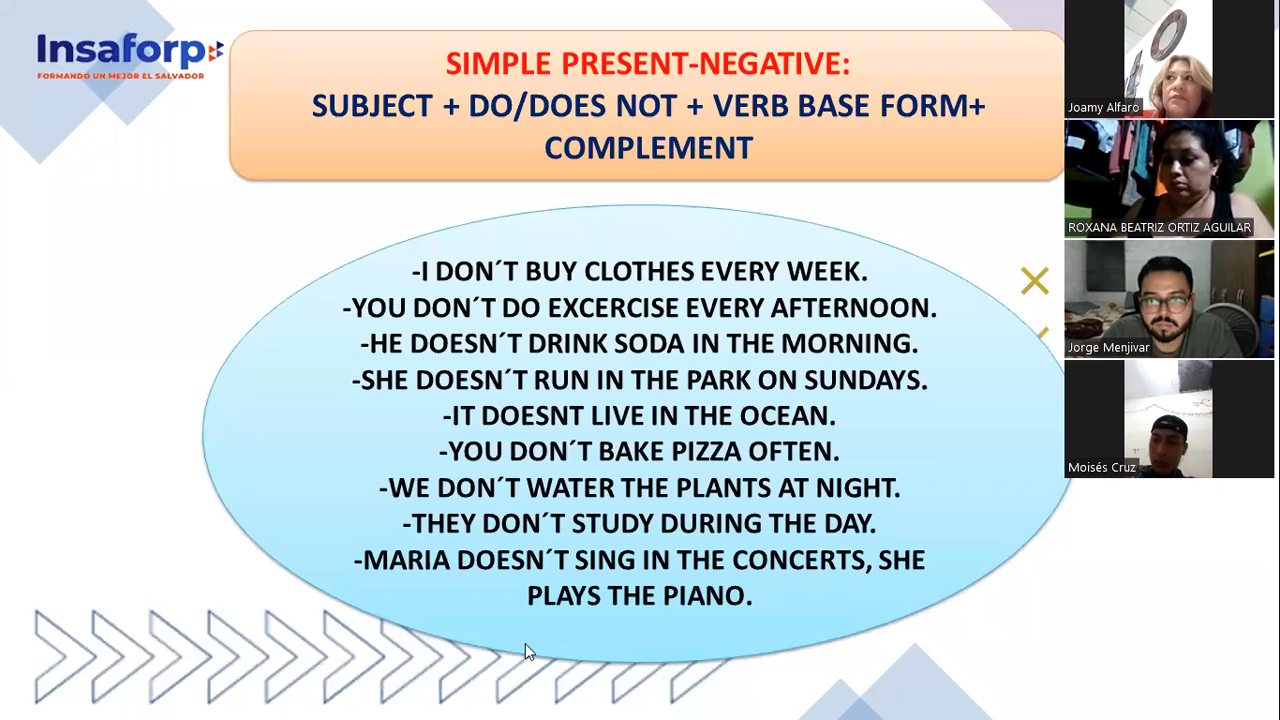 Insaforp
FORMANDO UN MEJOR EL SALVADOR
SIMPLE PRESENT-NEGATIVE:
SUBJECT + DO/DOES NOT + VERB BASE FORM+
COMPLEMENT
-I DON´T BUY CLOTHES EVERY WEEK.
-YOU DON´T DO EXCERCISE EVERY AFTERNOON.
-HE DOESN´T DRINK SODA IN THE MORNING.
-SHE DOESN´T RUN IN THE PARK ON SUNDAYS.
-IT DOESNT LIVE IN THE OCEAN.
-YOU DON´T BAKE PIZZA OFTEN.
-WE DON´T WATER THE PLANTS AT NIGHT.
-THEY DON´T STUDY DURING THE DAY.
-MARIA DOESN´T SING IN THE CONCERTS, SHE
PLAYS THE PIANO.
Joamy Alfaro
ROXANA BEATRIZ ORTIZ AGUILAR
Jorge Menjivar
Moisés Cruz